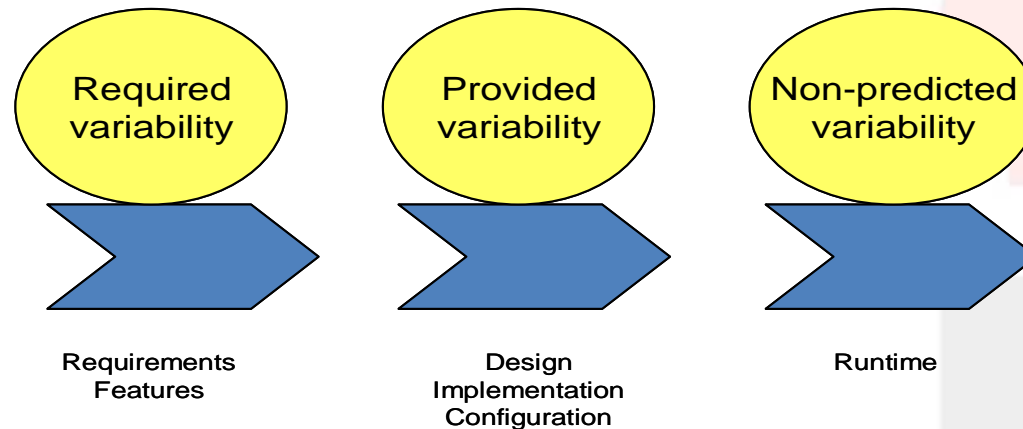 Required
variability
Provided
variability
Non-predicted
variability
Requirements
Features
Design
Implementation
Configuration
Runtime